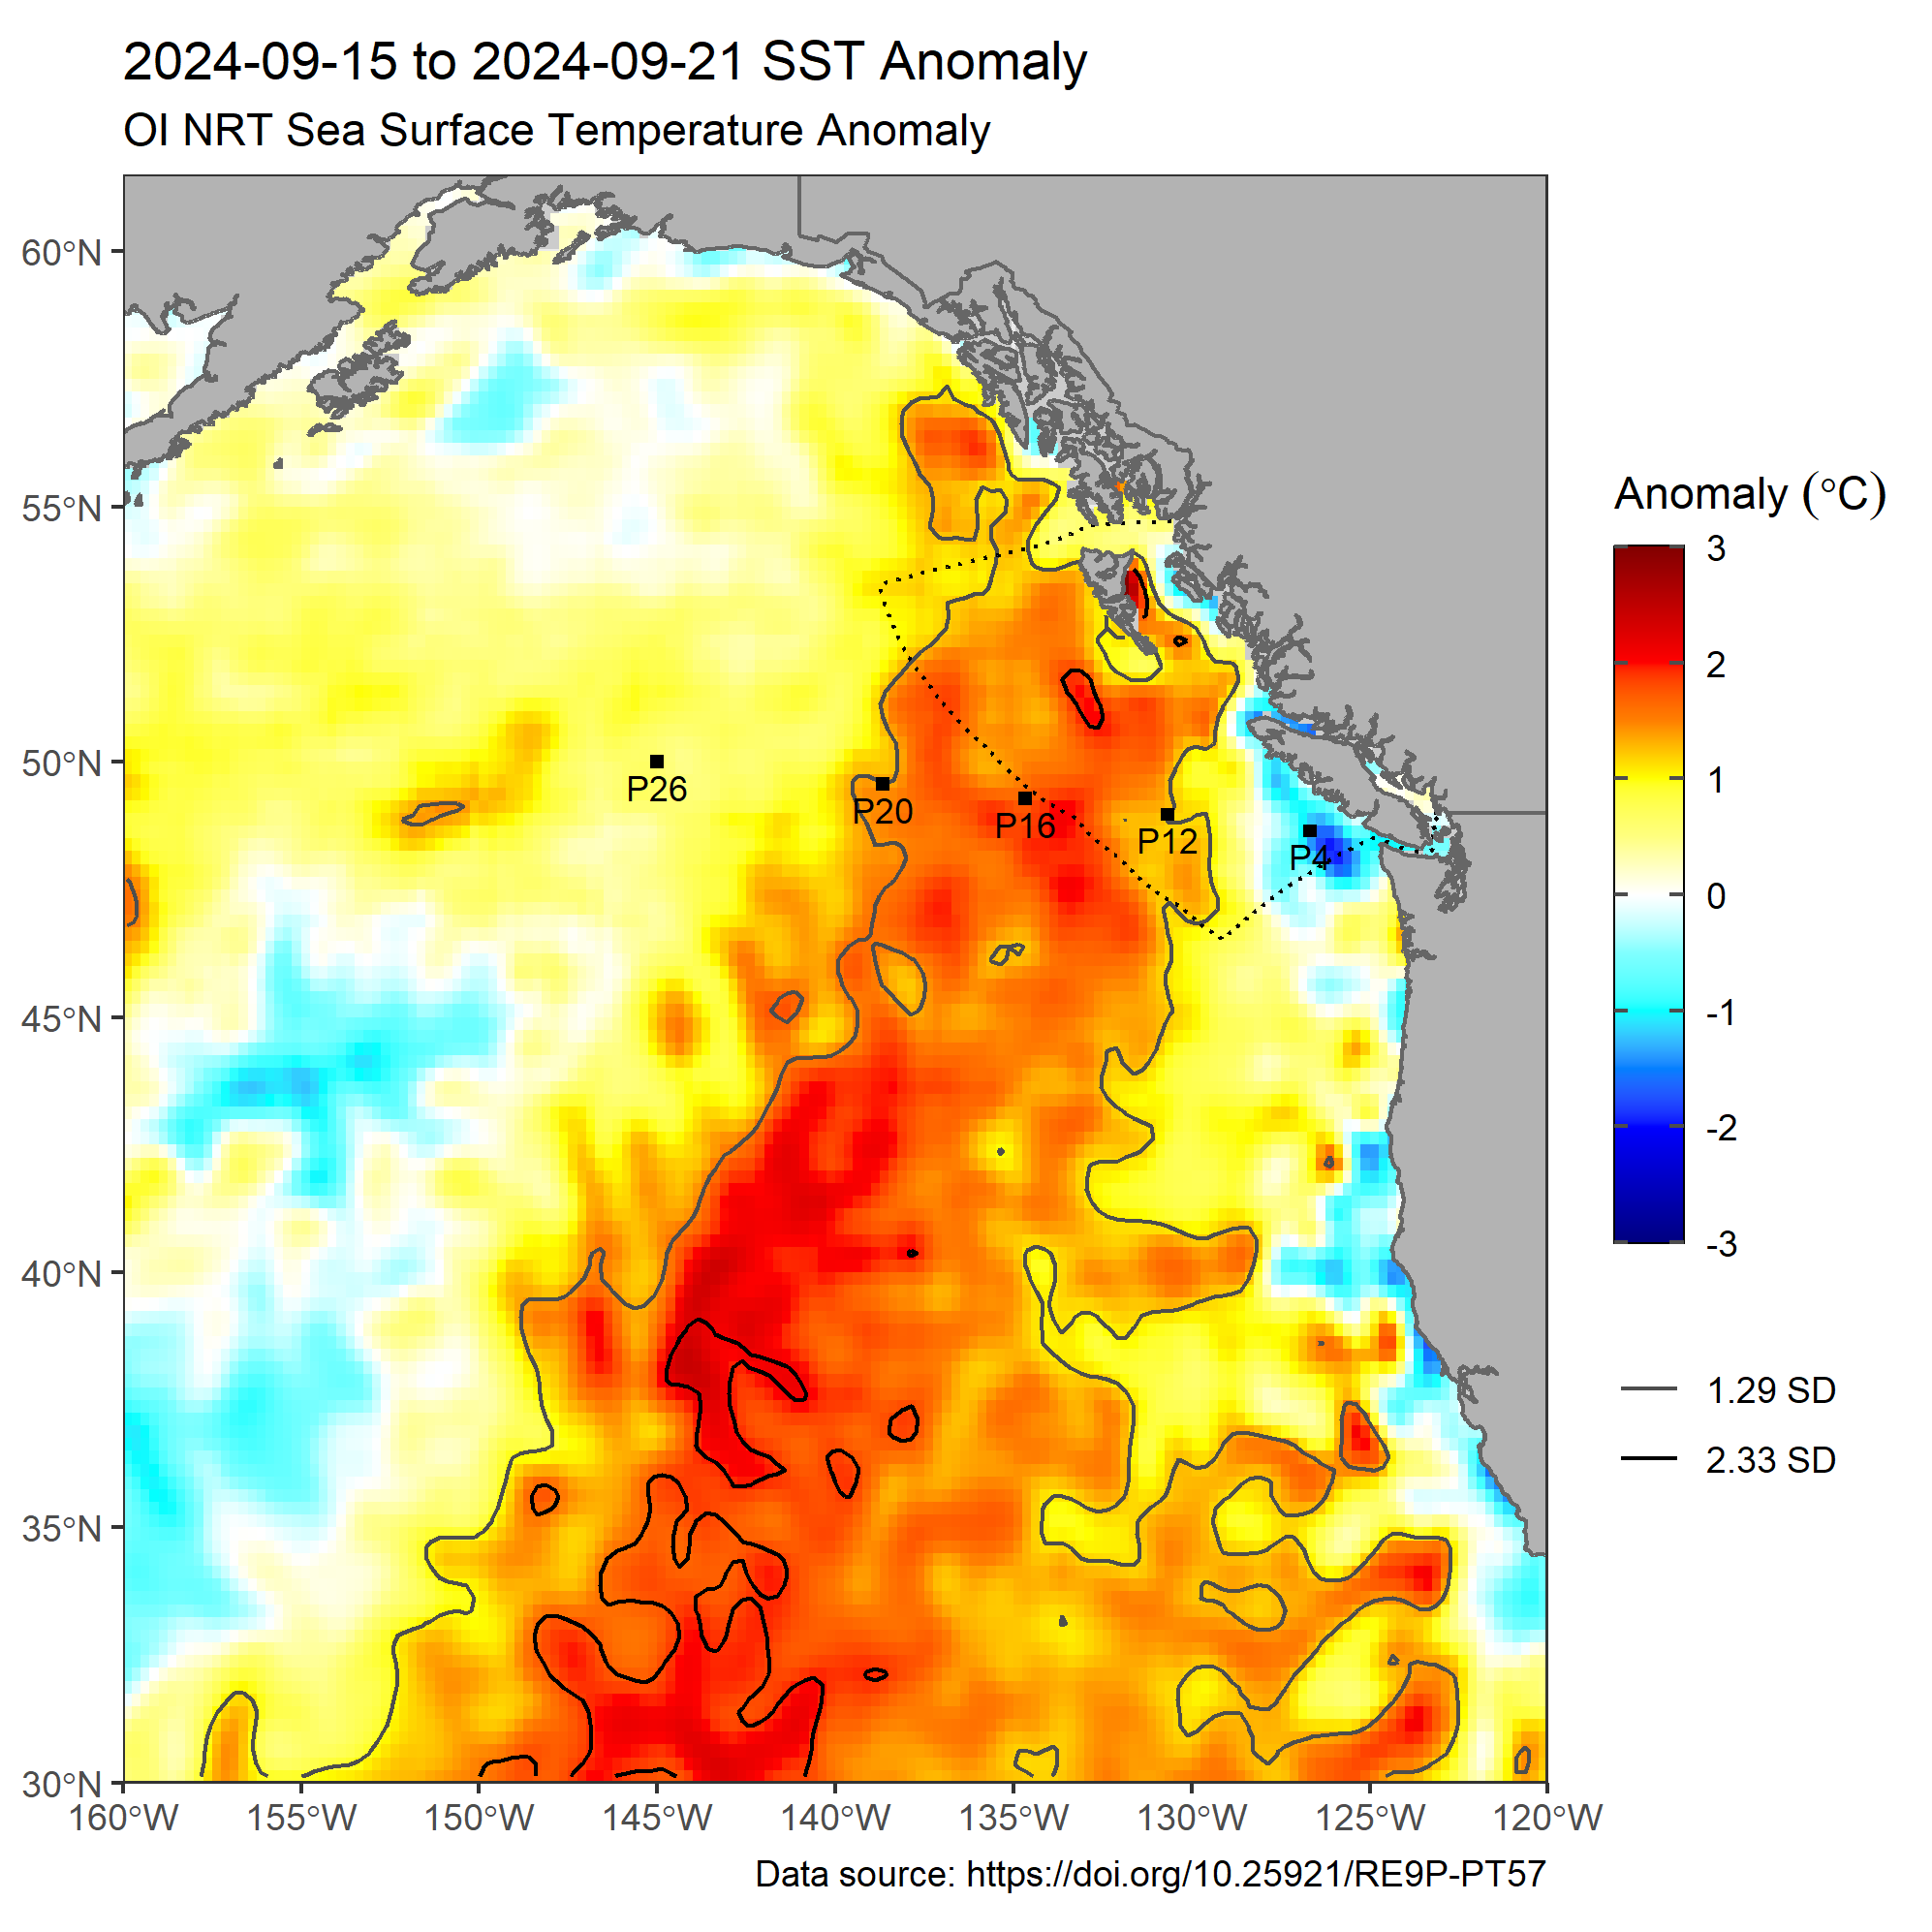 2024-09-15 to 2024-09-21 SST Anomaly
OI NRT Sea Surface Temperature Anomaly
60°N
55°N
50°N
45°N
40°N
35°N
30°N
P26
P20
P16
P12
P4
160°W 155°W 150°W 145°W 140°W 135°W 130°W 125°W 120°W
Anomaly (°C)
3
2
1
0
-1
-2
-3
1.29 SD
2.33 SD
Data source: https://doi.org/10.25921/RE9P-PT57